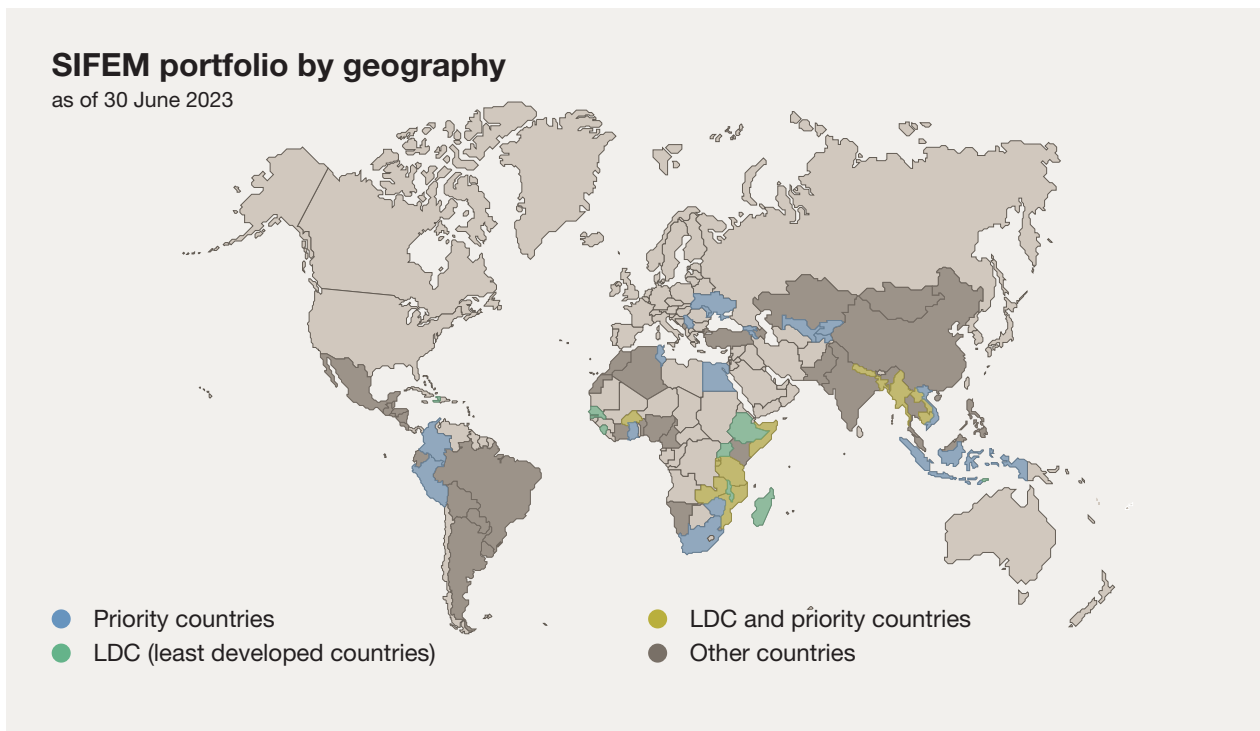 SIFEM portfolio by geography
as of 30 June 2023
Priority countries
LDC (least developed countries)
LDC and priority countries
Other countries